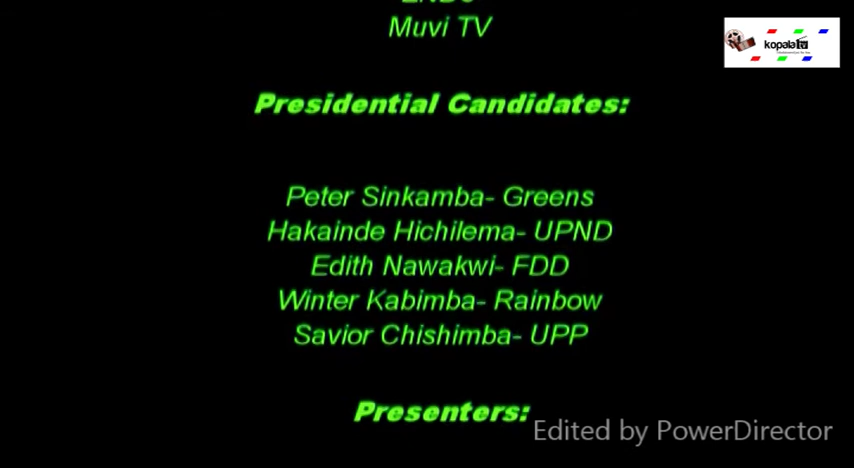 Muvi TV
kopala tv
Presidential Candidates:
Peter Sinkamba- Greens
Hakainde Hichilema- UPND
Edith Nawakwi- FDD
Winter Kabimba- Rainbow
Savior Chishimba- UPP
Presenters:
Edited by PowerDirector